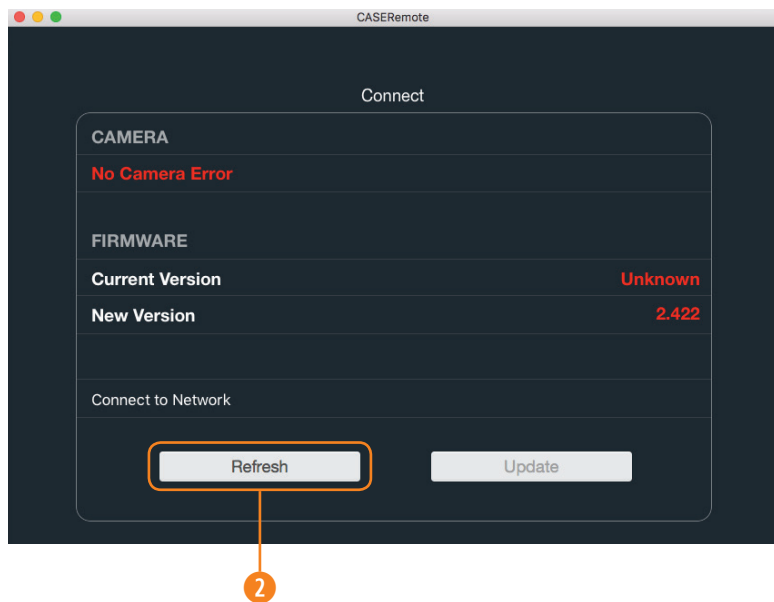 CASERemote
Connect
CAMERA
No Camera Error
FIRMWARE
Current Version Unknown
New Version 2.422
Connect to Network
Refresh Update
2